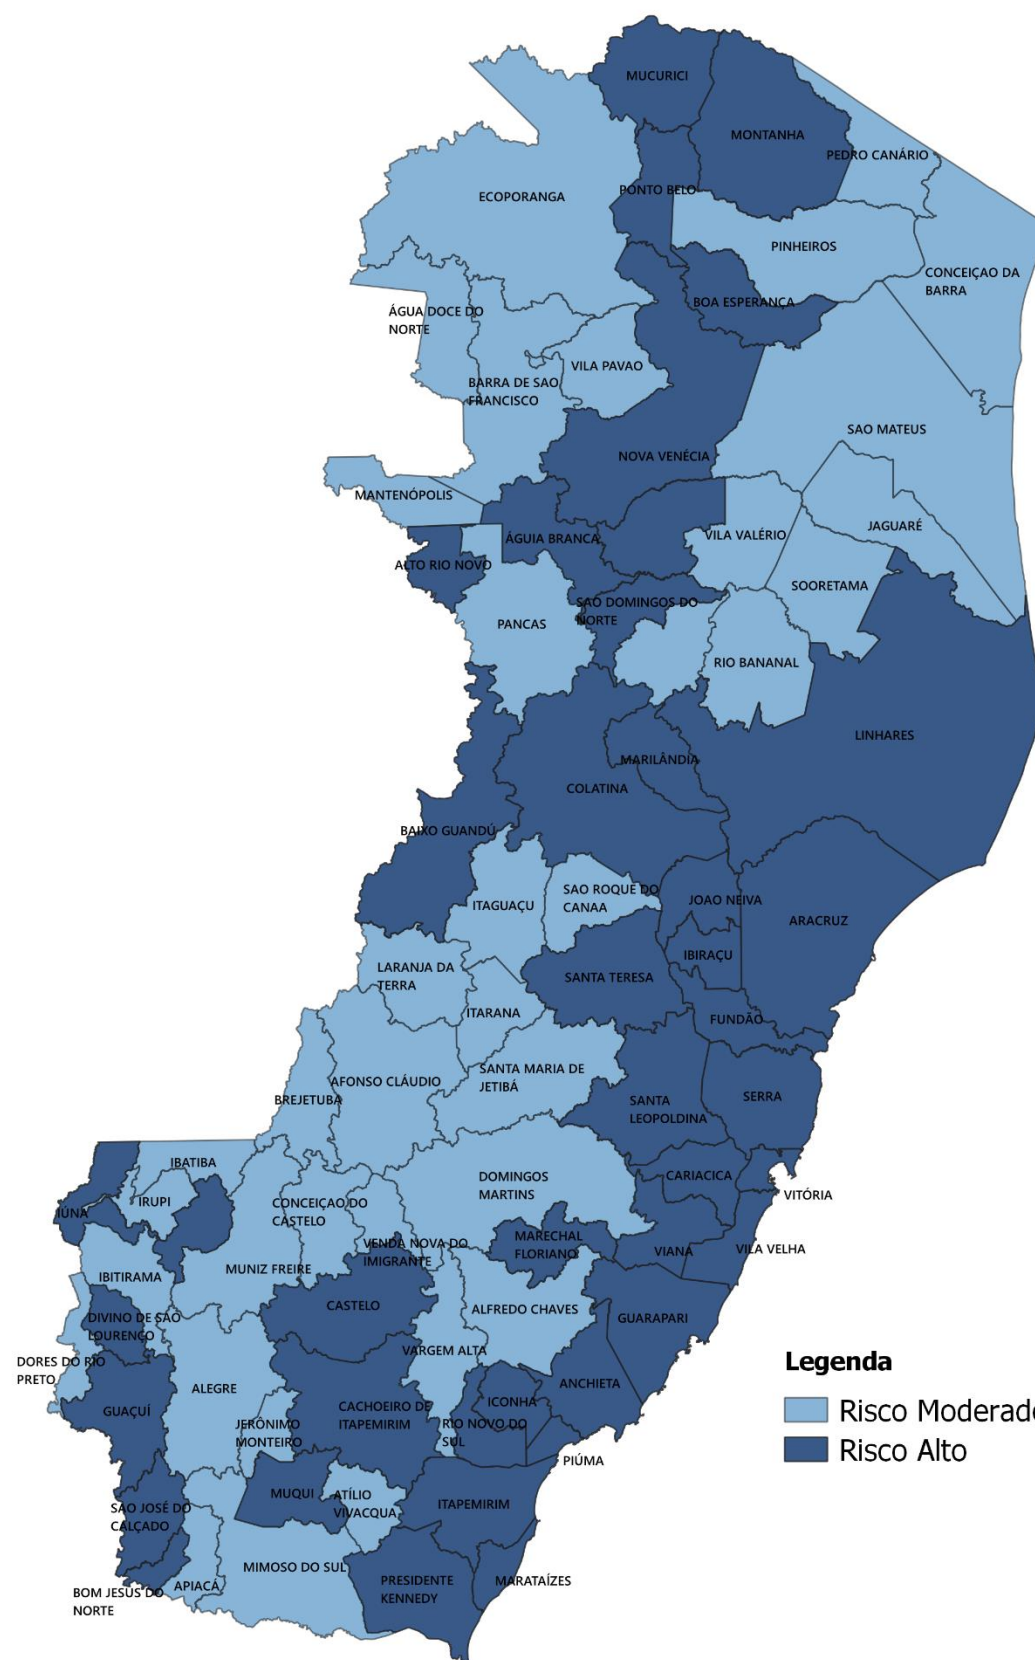 MUCURICI
MONTANHA
PEDRO CANÁRIO
PONTO BELO
ECOPORANGA
PINHEIROS
CONCEIÇAO DA
BARRA
BOA ESPERANÇA
ÁGUA DOCE DO
NORTE
VILA PAVAO
BARRA DE SAO
FRANCISCO
SAO MATEUS
NOVA VENÉCIA
MANTENÓPOLIS
JAGUARÉ
VILA VALÉRIO
ÁGUIA BRANCA
ALTO RIO NOVO
SOORETAMA
SAO DOMINGOS DO
NORTE
PANCAS
RIO BANANAL
LINHARES
MARILÂNDIA
COLATINA
BAIXO GUANDÚ
SAO ROQUE DO
CANAA
JOAO NEIVA
ITAGUAÇU
ARACRUZ
IBIRAÇU
LARANJA DA
TERRA
SANTA TERESA
ITARANA
FUNDÃO
SANTA MARIA DE
JETIBÁ
AFONSO CLÁUDIO
BREJETUBA
SERRA
SANTA
LEOPOLDINA
IBATIBA
DOMINGOS
MARTINS
CARIACICA
VITÓRIA
IRUPI
CONCEIÇAO DO
CASTELO
IÚNA
MARECHAL
FLORIANO
VENDA NOVA DO
IMIGRANTE
VIANA
VILA VELHA
IBITIRAMA
MUNIZ FREIRE
CASTELO
ALFREDO CHAVES
GUARAPARI
DIVINO DE SÃO
LOURENÇO
VARGEM ALTA
DORES DO RIO
PRETO
Legenda
ANCHIETA
ALEGRE
ICONHA
CACHOEIRO DE
ITAPEMIRIM
GUAÇUÍ
Risco Moderado
JERÔNIMO
MONTEIRO
RIO NOVO DO
SUL
Risco Alto
PIÚMA
MUQUI
ATÍLIO
VIVACQUA
ITAPEMIRIM
SAO JOSÉ DO
CALÇADO
MIMOSO DO SUL
PRESIDENTE
KENNEDY
MARATAÍZES
APIACÁ
BOM JESUS DO
NORTE